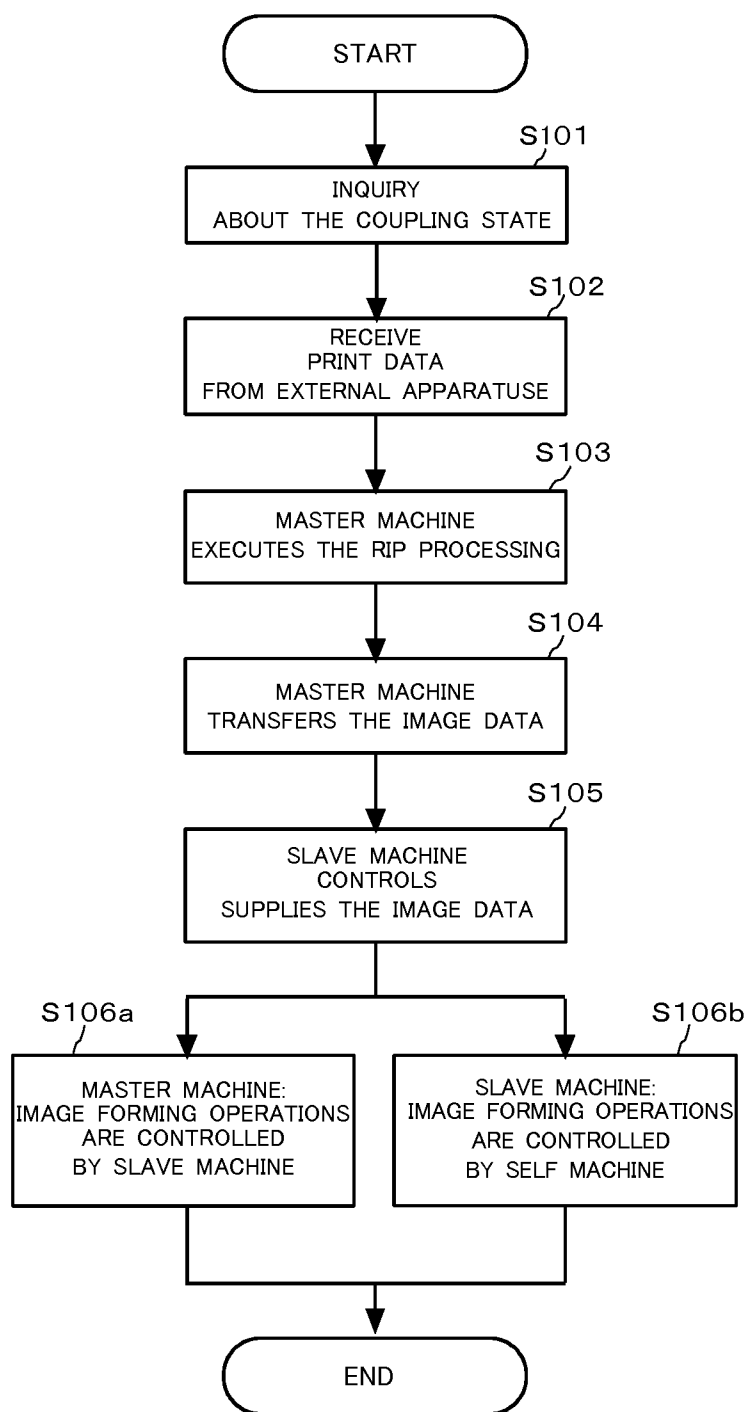 START
S101
INQUIRY
ABOUT THE COUPLING STATE
S102
RECEIVE
PRINT DATA
FROM EXTERNAL APPARATUSE
S103
MASTER MACHINE
EXECUTES THE RIP PROCESSING
S104
MASTER MACHINE
TRANSFERS THE IMAGE DATA
S105
SLAVE MACHINE
CONTROLS
SUPPLIES THE IMAGE DATA
S106a
MASTER MACHINE:
IMAGE FORMING OPERATIONS
ARE CONTROLLED
BY SLAVE MACHINE
S106b
SLAVE MACHINE:
IMAGE FORMING OPERATIONS
ARE CONTROLLED
BY SELF MACHINE
END